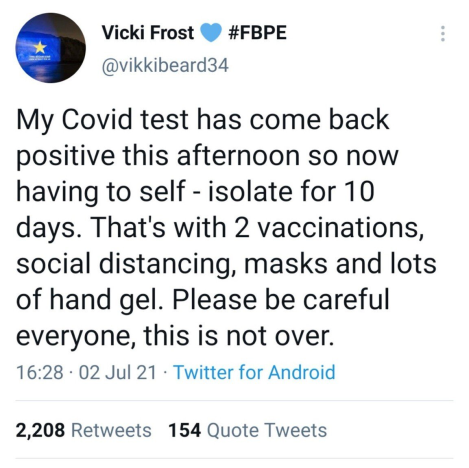 Vicki Frost 💙 #FBPE
@vikkibeard34
My Covid test has come back
positive this afternoon so now
having to self - isolate for 10
days. That's with 2 vaccinations,
social distancing, masks and lots
of hand gel. Please be careful
everyone, this is not over.
16:28 · 02 Jul 21 · Twitter for Android
2,208 Retweets 154 Quote Tweets